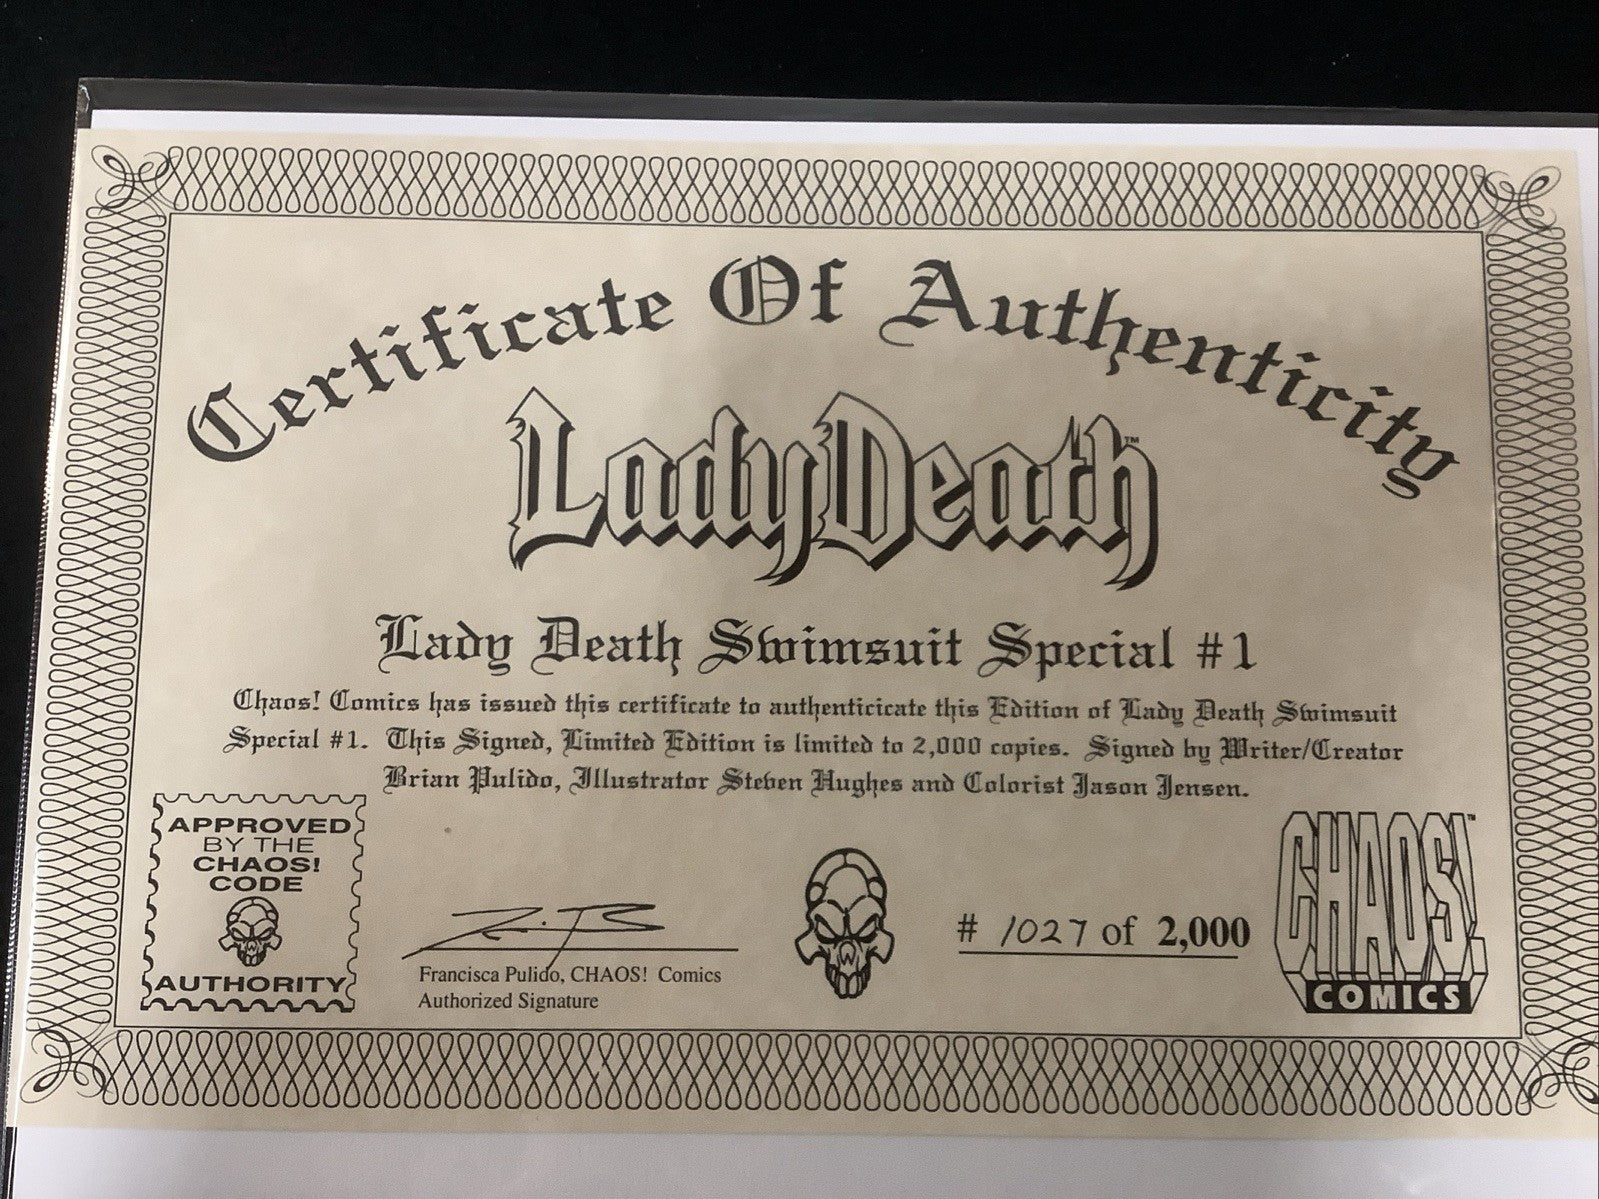 Certificate Of Authenticity
Lady Death™
Lady Death Swimsuit Special #1
Chaos! Comics has issued this certificate to authenticicate this Edition of Lady Death Swimsuit
Special #1. This Signed, Limited Edition is limited to 2,000 copies. Signed by Writer/Creator
Brian Pulido, Illustrator Steven Hughes and Colorist Jason Jensen.
APPROVED
BY THE
CHAOS!
CODE
AUTHORITY
Francisca Pulido, CHAOS! Comics
Authorized Signature
# 1027 of 2,000
CHAOS!™
COMICS